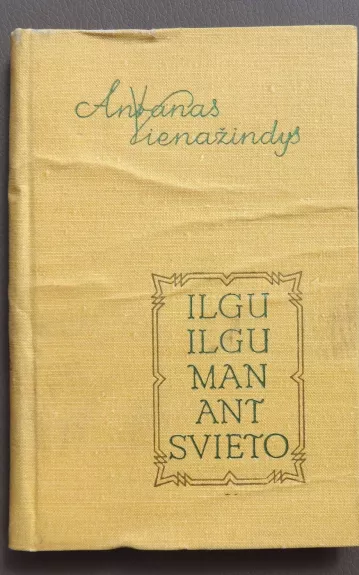 Antanas
Vienažindys
ILGU
ILGU
MAN
ANT
SVIETO